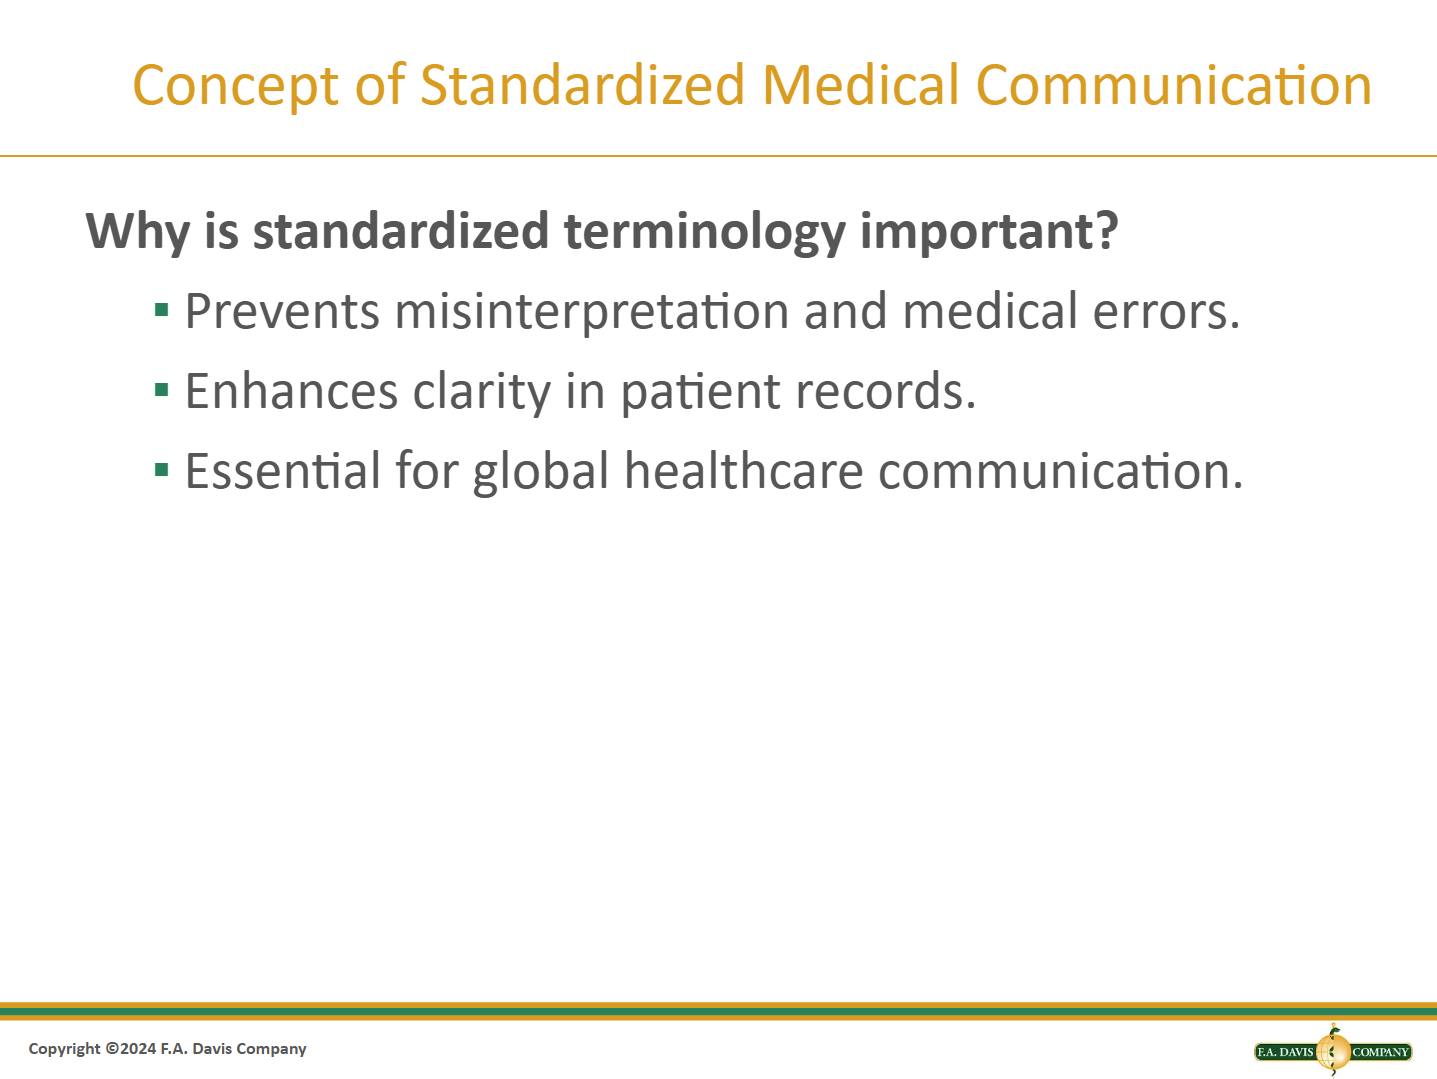 Concept of Standardized Medical Communication
Why is standardized terminology important?
▪ Prevents misinterpretation and medical errors.
▪ Enhances clarity in patient records.
▪ Essential for global healthcare communication.
Copyright ©2024 F.A. Davis Company
F.A. DAVIS COMPANY